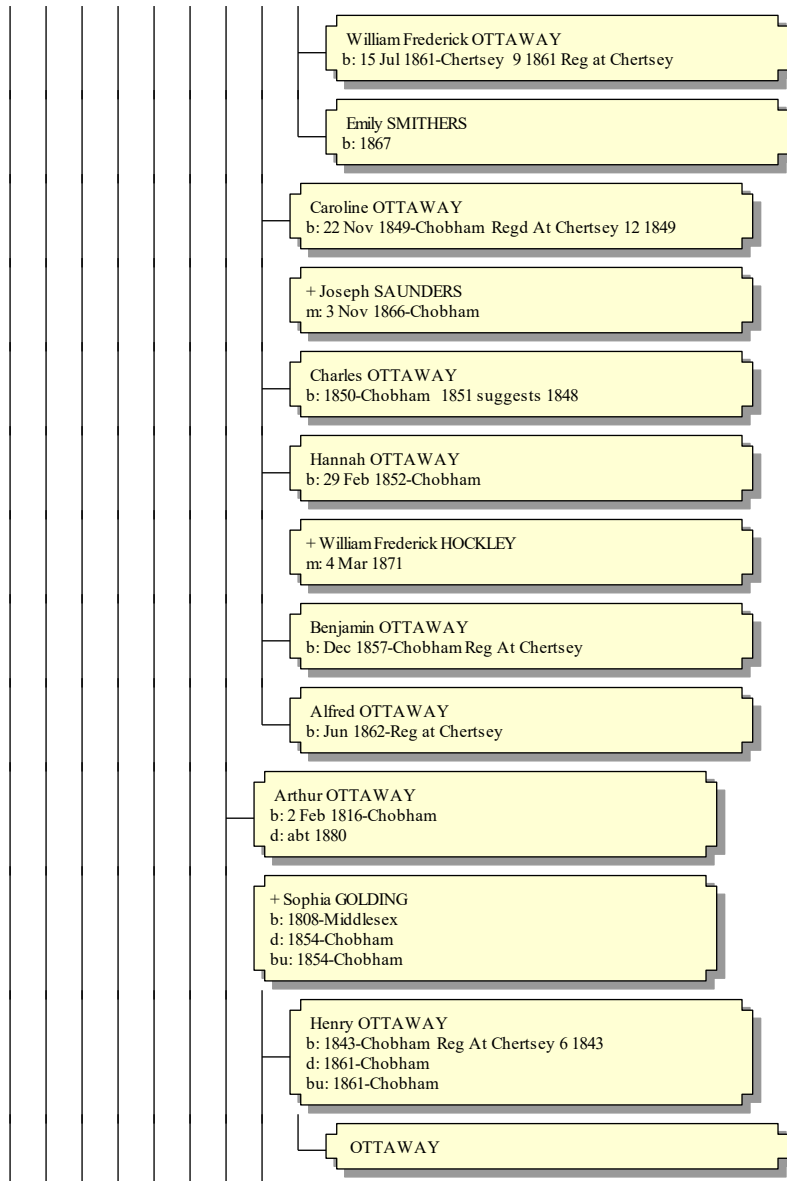 William Frederick OTTAWAY
b: 15 Jul 1861-Chertsey 9 1861 Reg at Chertsey
Emily SMITHERS
b: 1867
Caroline OTTAWAY
b: 22 Nov 1849-Chobham Regd At Chertsey 12 1849
+ Joseph SAUNDERS
m: 3 Nov 1866-Chobham
Charles OTTAWAY
b: 1850-Chobham 1851 suggests 1848
Hannah OTTAWAY
b: 29 Feb 1852-Chobham
+ William Frederick HOCKLEY
m: 4 Mar 1871
Benjamin OTTAWAY
b: Dec 1857-Chobham Reg At Chertsey
Alfred OTTAWAY
b: Jun 1862-Reg at Chertsey
Arthur OTTAWAY
b: 2 Feb 1816-Chobham
d: abt 1880
+ Sophia GOLDING
b: 1808-Middlesex
d: 1854-Chobham
bu: 1854-Chobham
Henry OTTAWAY
b: 1843-Chobham Reg At Chertsey 6 1843
d: 1861-Chobham
bu: 1861-Chobham
OTTAWAY